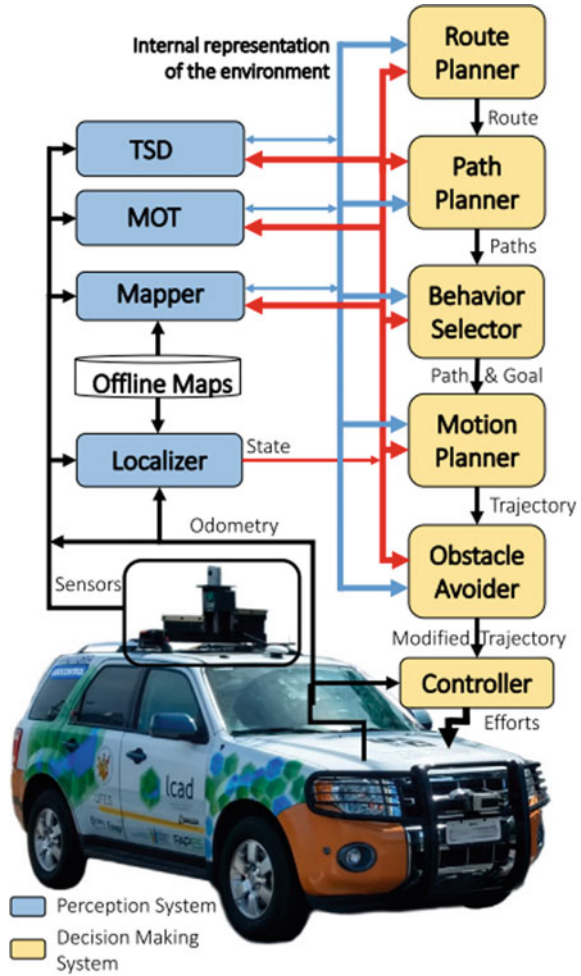 Internal representation
of the environment
Route
Planner
Route
TSD
Path
Planner
MOT
Paths
Mapper
Behavior
Selector
Offline Maps
Path & Goal
Localizer
State
Motion
Planner
Odometry
Trajectory
Sensors
Obstacle
Avoider
Modified Trajectory
Controller
Efforts
lcad
Perception System
Decision Making
System